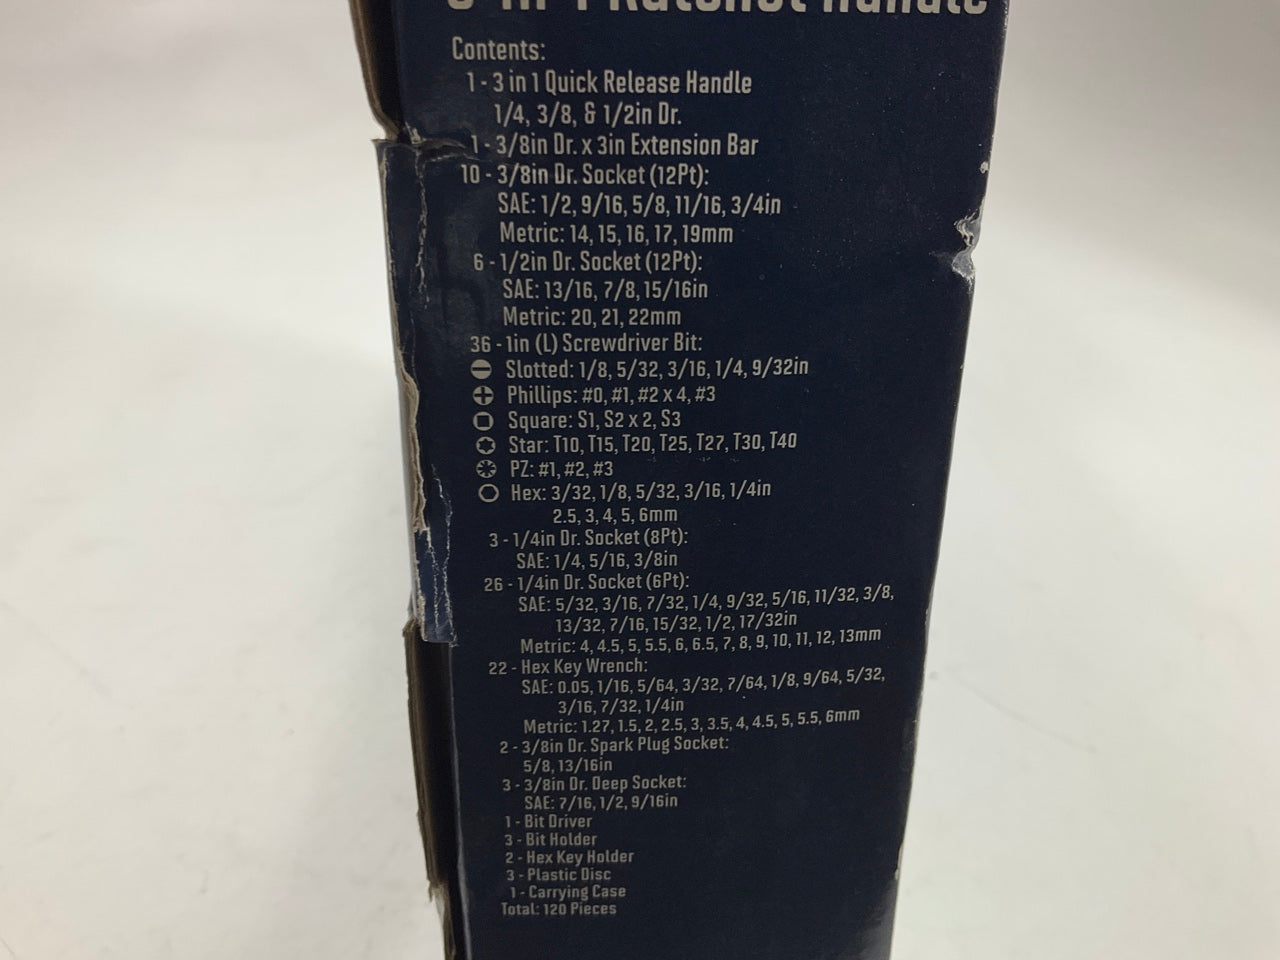 Ratchet Handle
Contents:
1 - 3 in 1 Quick Release Handle
1/4, 3/8, & 1/2in Dr.
1 - 3/8in Dr. x 3in Extension Bar
10 - 3/8in Dr. Socket (12Pt):
SAE: 1/2, 9/16, 5/8, 11/16, 3/4in
Metric: 14, 15, 16, 17, 19mm
6 - 1/2in Dr. Socket (12Pt):
SAE: 13/16, 7/8, 15/16in
Metric: 20, 21, 22mm
36 - 1in (L) Screwdriver Bit:
Slotted: 1/8, 5/32, 3/16, 1/4, 9/32in
Phillips: #0, #1, #2 x 4, #3
Square: S1, S2 x 2, S3
Star: T10, T15, T20, T25, T27, T30, T40
PZ: #1, #2, #3
Hex: 3/32, 1/8, 5/32, 3/16, 1/4in
2.5, 3, 4, 5, 6mm
3 - 1/4in Dr. Socket (8Pt):
SAE: 1/4, 5/16, 3/8in
26 - 1/4in Dr. Socket (6Pt):
SAE: 5/32, 3/16, 7/32, 1/4, 9/32, 5/16, 11/32, 3/8,
13/32, 7/16, 15/32, 1/2, 17/32in
Metric: 4, 4.5, 5, 5.5, 6, 6.5, 7, 8, 9, 10, 11, 12, 13mm
22 - Hex Key Wrench:
SAE: 0.05, 1/16, 5/64, 3/32, 7/64, 1/8, 9/64, 5/32,
3/16, 7/32, 1/4in
Metric: 1.27, 1.5, 2, 2.5, 3, 3.5, 4, 4.5, 5, 5.5, 6mm
2 - 3/8in Dr. Spark Plug Socket:
5/8, 13/16in
3 - 3/8in Dr. Deep Socket:
SAE: 7/16, 1/2, 9/16in
1 - Bit Driver
3 - Bit Holder
2 - Hex Key Holder
3 - Plastic Disc
1 - Carrying Case
Total: 120 Pieces